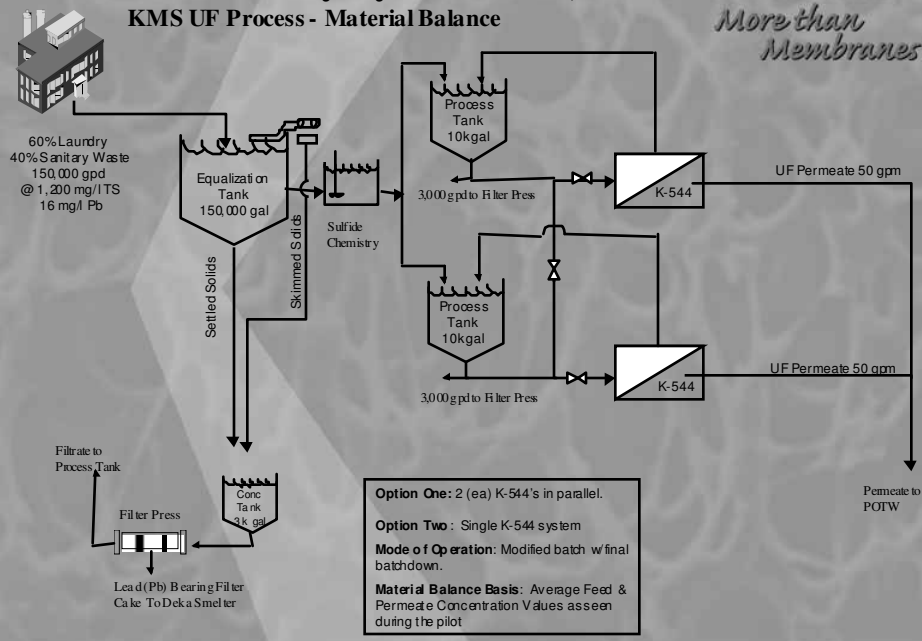 KMS UF Process - Material Balance
More than
Membranes
60% Laundry
40% Sanitary Waste
150,000 gpd
@ 1,200 mg/l TS
16 mg/l Pb
Equalization
Tank
150,000 gal
Settled Solids
Skimmed Solids
Sulfide
Chemistry
Process
Tank
10kgal
3,000 gpd to Filter Press
K-544
UF Permeate 50 gpm
Process
Tank
10kgal
3,000 gpd to Filter Press
K-544
UF Permeate 50 gpm
Permeate to
POTW
Filtrate to
Process Tank
Filter Press
Conc
Tank
3k gal
Lead (Pb) Bearing Filter
Cake To Deka Smelter
Option One: 2 (ea) K-544's in parallel.
Option Two: Single K-544 system
Mode of Operation: Modified batch w/final
batchdown.
Material Balance Basis: Average Feed &
Permeate Concentration Values as seen
during the pilot